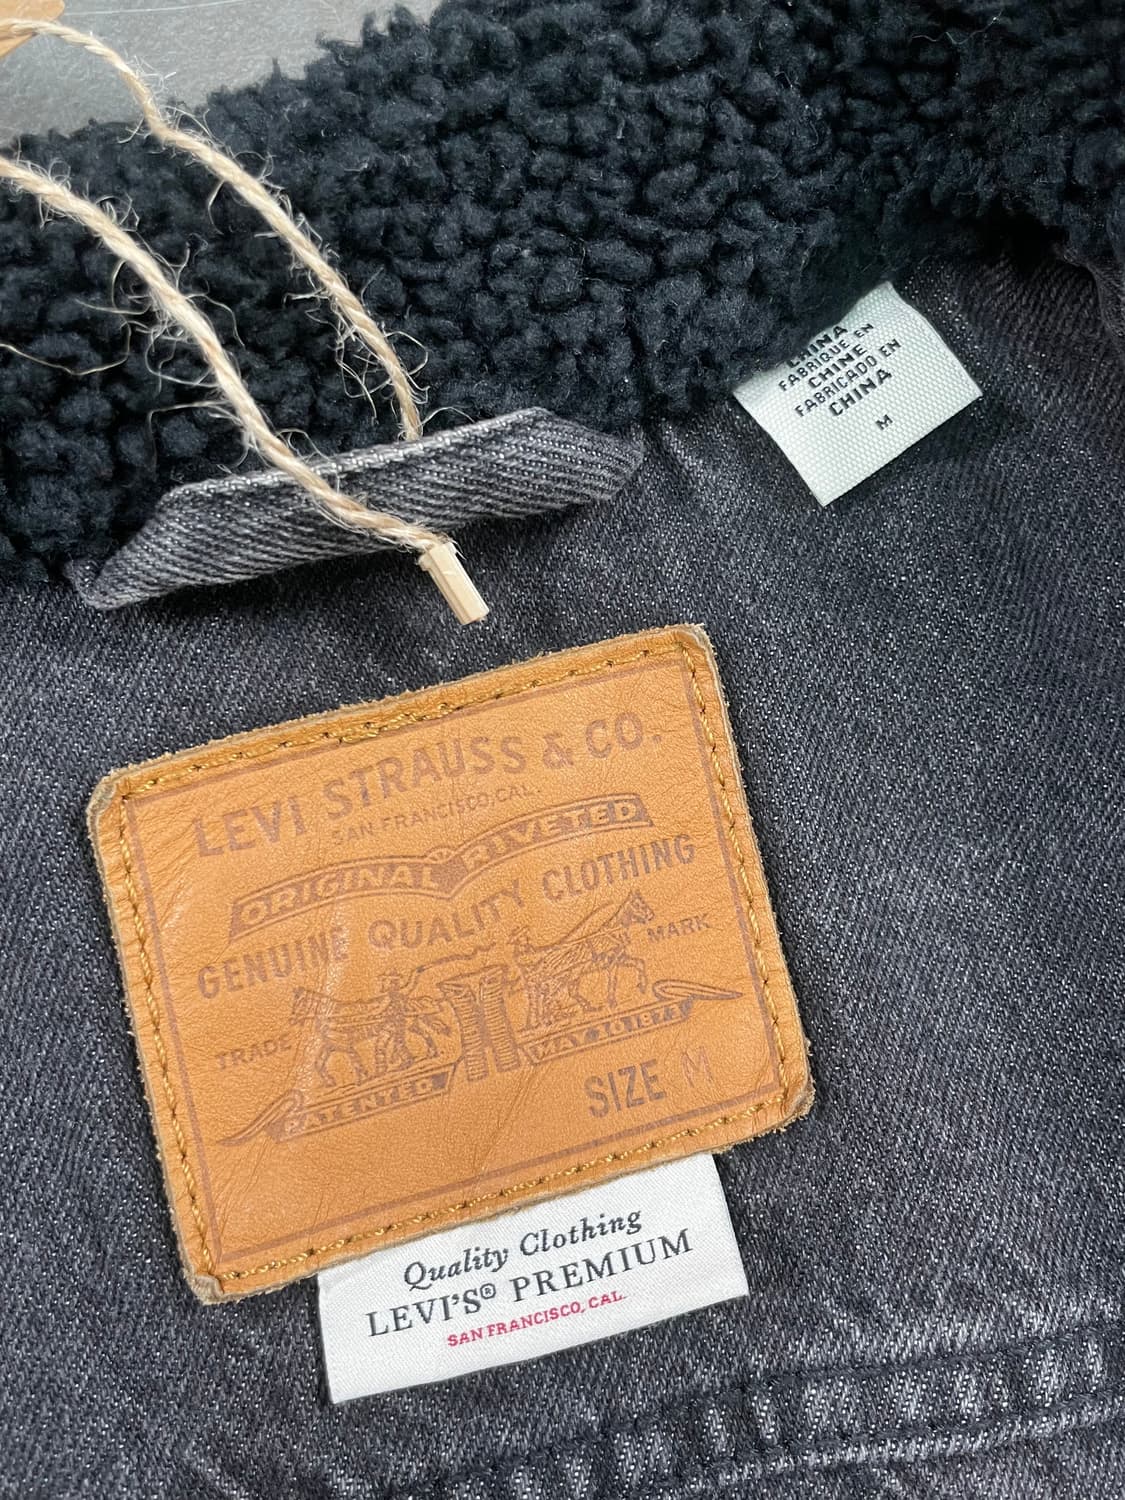 CHINA
FABRIQUE EN
CHINE
FABRICADO EN
CHINA
M
LEVI STRAUSS & CO.
SAN FRANCISCO, CAL.
ORIGINAL RIVETED
GENUINE QUALITY CLOTHING
TRADE MARK
PATENTED MAY 20 1873
SIZE M
Quality Clothing
LEVI'S® PREMIUM
SAN FRANCISCO, CAL.